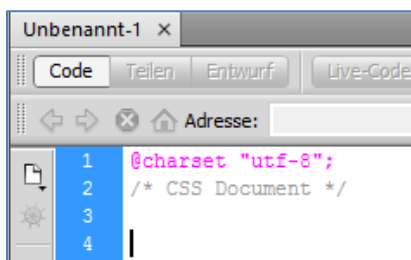 Unbenannt-1 ×
Code Teilen Entwurf Live-Code
Adresse:
1 @charset "utf-8";
2 /* CSS Document */
3
4